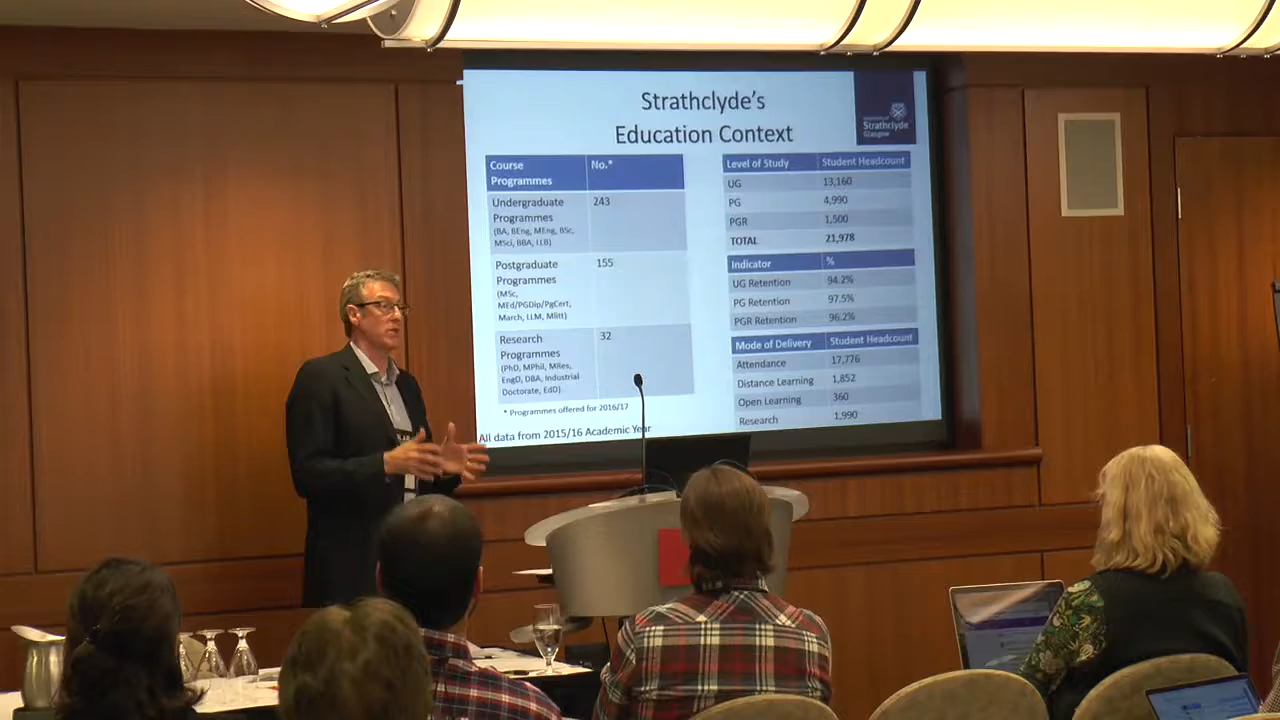 Strathclyde's
Education Context
University of
Strathclyde
Glasgow
Course
Programmes
No.*
Undergraduate
Programmes
(BA, BEng, MEng, BSc,
MSci, BBA, LLB)
243
Postgraduate
Programmes
(MSc,
MEd/PGDip/PgCert,
March, LLM, Mlitt)
155
Research
Programmes
(PhD, MPhil, MRes,
EngD, DBA, Industrial
Doctorate, EdD)
32
* Programmes offered for 2016/17
All data from 2015/16 Academic Year
Level of Study Student Headcount
UG 13,160
PG 4,990
PGR 1,500
TOTAL 21,978
Indicator %
UG Retention 94.2%
PG Retention 97.5%
PGR Retention 96.2%
Mode of Delivery Student Headcount
Attendance 17,776
Distance Learning 1,852
Open Learning 360
Research 1,990